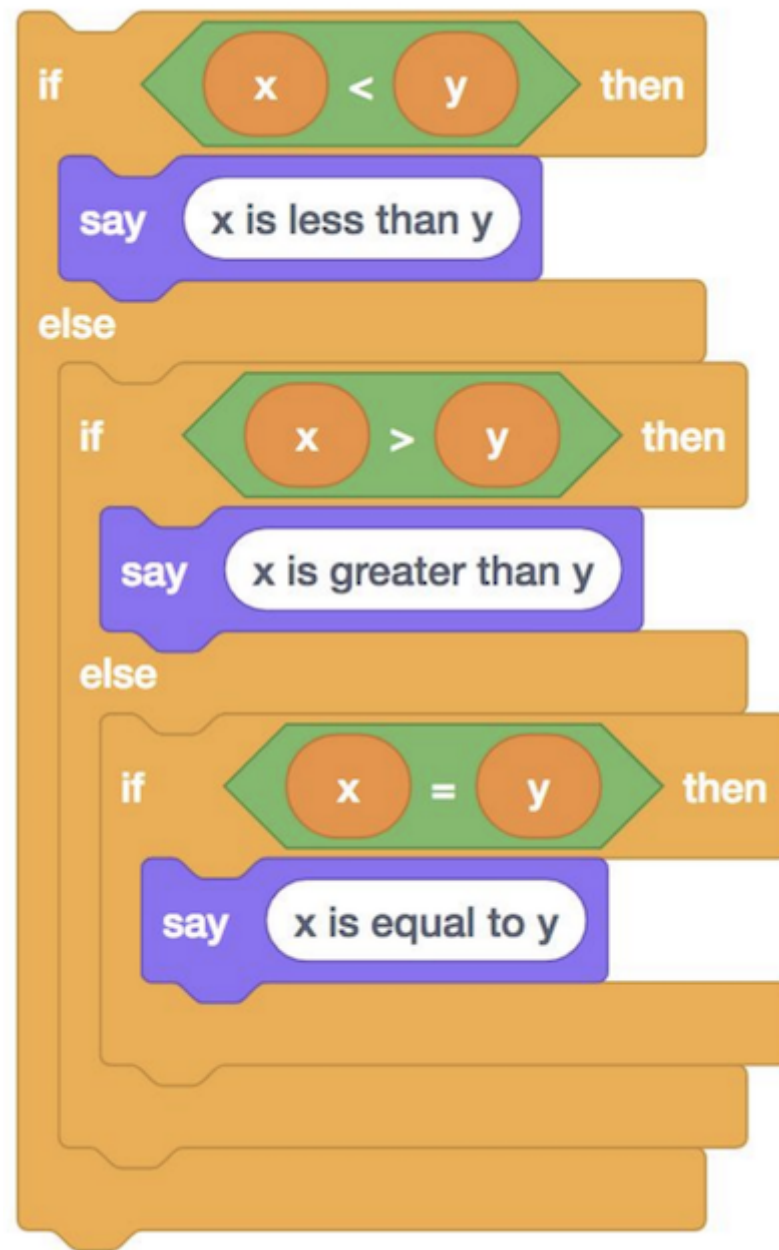 if x < y then
say x is less than y
else
if x > y then
say x is greater than y
else
if x = y then
say x is equal to y